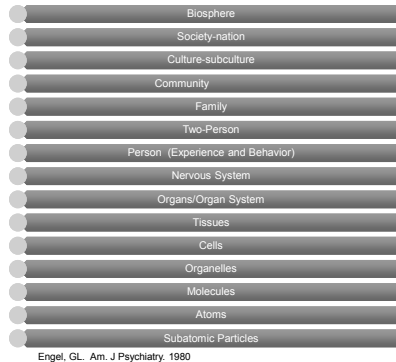 Biosphere
Society-nation
Culture-subculture
Community
Family
Two-Person
Person (Experience and Behavior)
Nervous System
Organs/Organ System
Tissues
Cells
Organelles
Molecules
Atoms
Subatomic Particles
Engel, GL. Am. J Psychiatry. 1980